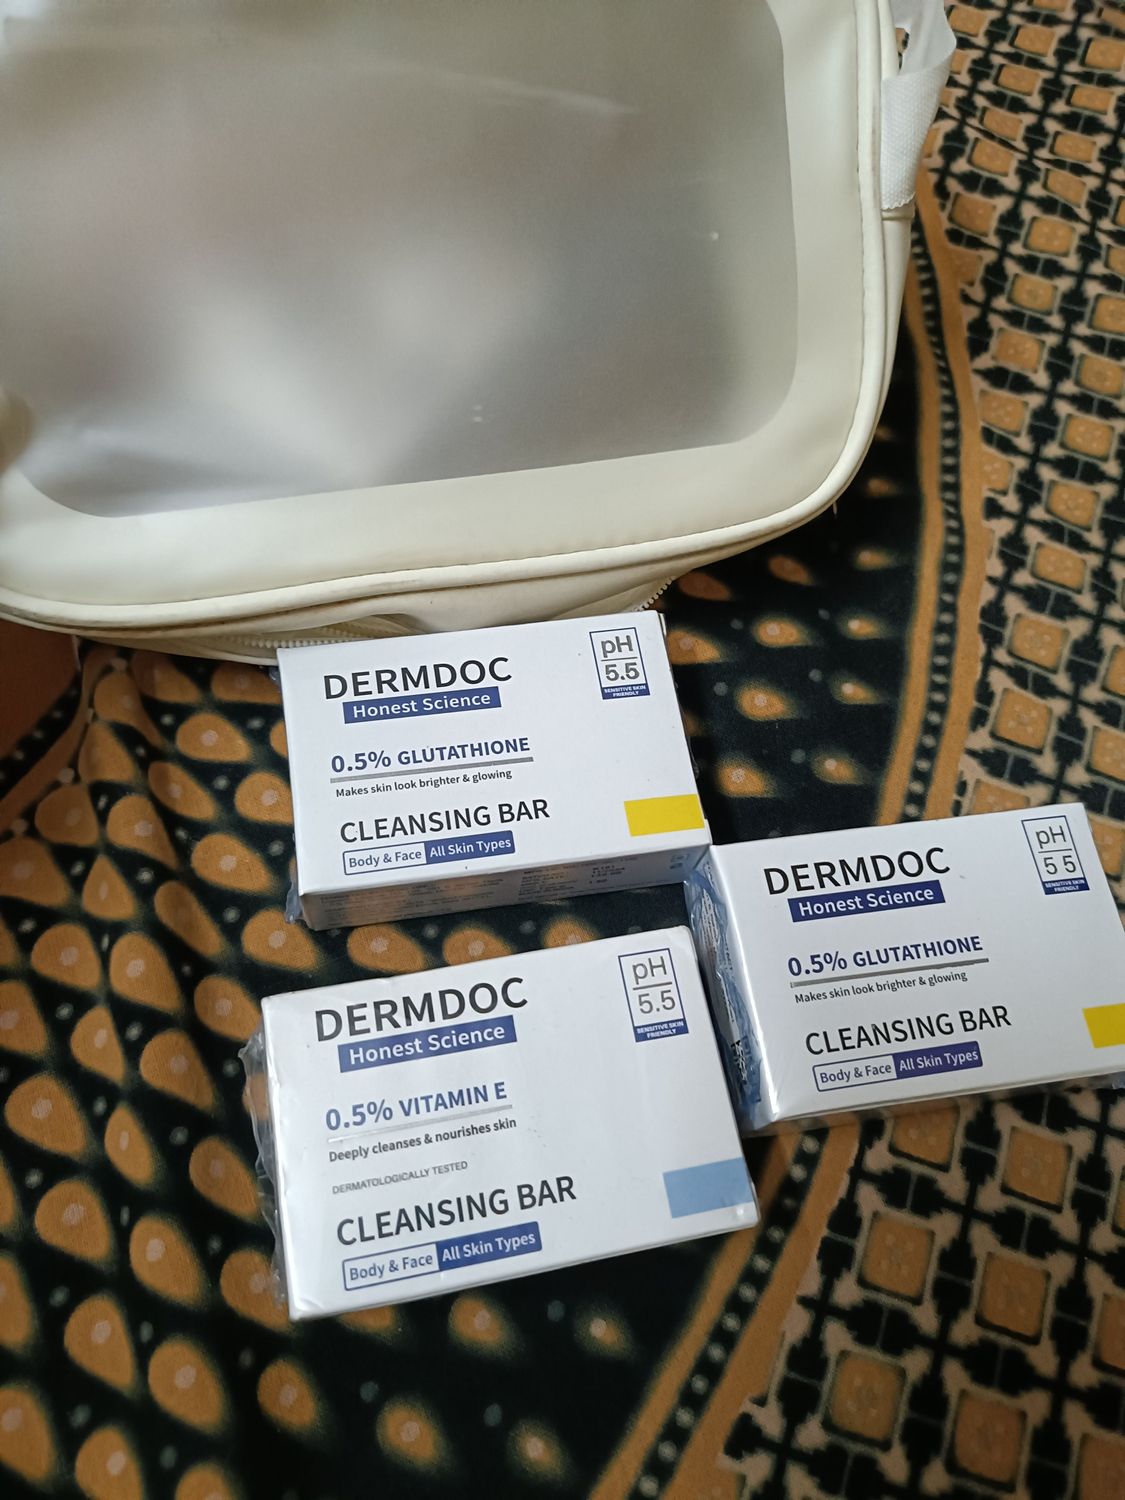 DERMDOC
Honest Science
pH
5.5
SENSITIVE SKIN
FRIENDLY
0.5% GLUTATHIONE
Makes skin look brighter & glowing
CLEANSING BAR
Body & Face All Skin Types
DERMDOC
Honest Science
pH
5 5
SENSITIVE SKIN
FRIENDLY
0.5% GLUTATHIONE
Makes skin look brighter & glowing
CLEANSING BAR
Body & Face All Skin Types
DERMDOC
Honest Science
pH
5.5
SENSITIVE SKIN
FRIENDLY
0.5% VITAMIN E
Deeply cleanses & nourishes skin
DERMATOLOGICALLY TESTED
CLEANSING BAR
Body & Face All Skin Types